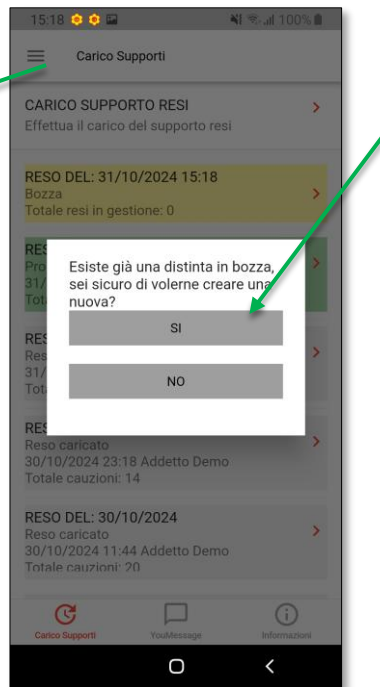 15:18 100%
Carico Supporti
CARICO SUPPORTO RESI
Effettua il carico del supporto resi
RESO DEL: 31/10/2024 15:18
Bozza
Totale resi in gestione: 0
Esiste già una distinta in bozza,
sei sicuro di volerne creare una
nuova?
SI
NO
Reso caricato
30/10/2024 23:18 Addetto Demo
Totale cauzioni: 14
RESO DEL: 30/10/2024
Reso caricato
30/10/2024 11:44 Addetto Demo
Totale cauzioni: 20
Carico Supporti
YouMessage
Informazioni